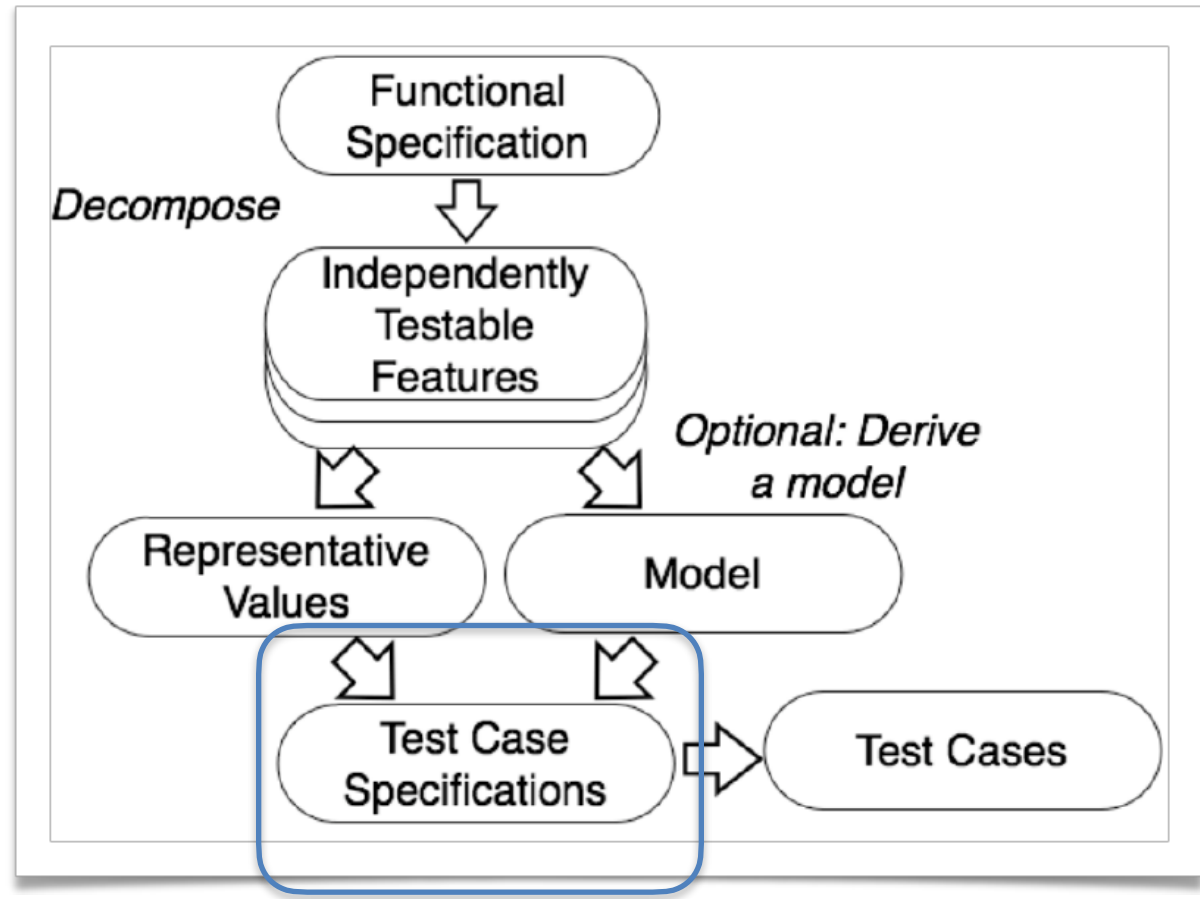 Functional
Specification
Decompose
Independently
Testable
Features
Optional: Derive
a model
Representative
Values
Model
Test Case
Specifications
Test Cases